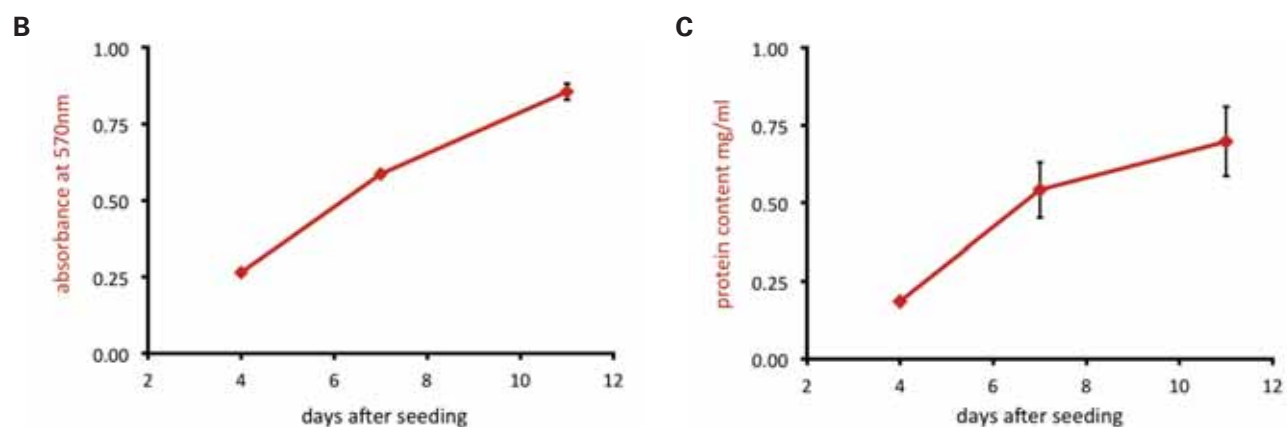 B
1.00
0.75
0.50
0.25
0.00
absorbance at 570nm
2 4 6 8 10 12
days after seeding
C
1.00
0.75
0.50
0.25
0.00
protein content mg/ml
2 4 6 8 10 12
days after seeding